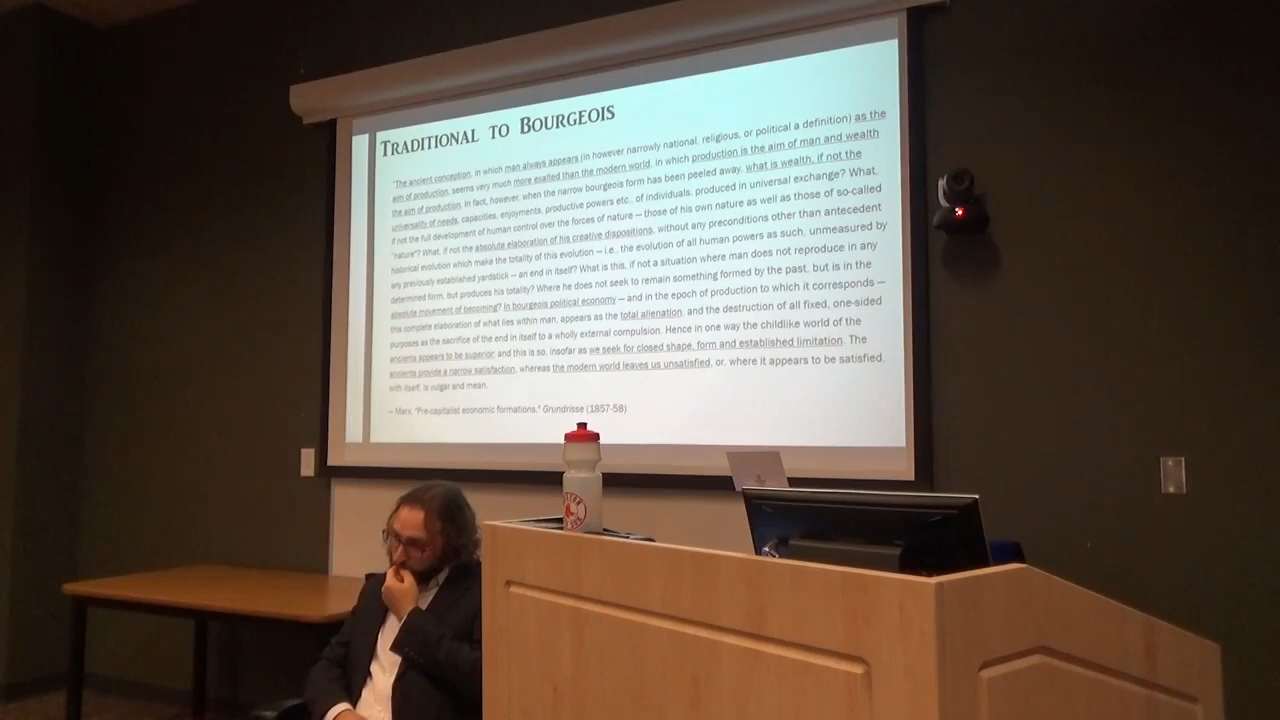 TRADITIONAL TO BOURGEOIS
"The ancient conception, in which man always appears (in however narrowly national, religious, or political a definition) as the
aim of production, seems very much more exalted than the modern world, in which production is the aim of man and wealth
the aim of production. In fact, however, when the narrow bourgeois form has been peeled away, what is wealth, if not the
universality of needs, capacities, enjoyments, productive powers etc., of individuals, produced in universal exchange? What,
if not the full development of human control over the forces of nature — those of his own nature as well as those of so-called
"nature"? What, if not the absolute elaboration of his creative dispositions, without any preconditions other than antecedent
historical evolution which make the totality of this evolution — i.e., the evolution of all human powers as such, unmeasured by
any previously established yardstick — an end in itself? What is this, if not a situation where man does not reproduce in any
determined form, but produces his totality? Where he does not seek to remain something formed by the past, but is in the
absolute movement of becoming? In bourgeois political economy — and in the epoch of production to which it corresponds —
this complete elaboration of what lies within man, appears as the total alienation, and the destruction of all fixed, one-sided
purposes as the sacrifice of the end in itself to a wholly external compulsion. Hence in one way the childlike world of the
ancients appears to be superior; and this is so, insofar as we seek for closed shape, form and established limitation. The
ancients provide a narrow satisfaction, whereas the modern world leaves us unsatisfied, or, where it appears to be satisfied,
with itself, is vulgar and mean.
— Marx, "Pre-capitalist economic formations," Grundrisse (1857-58)